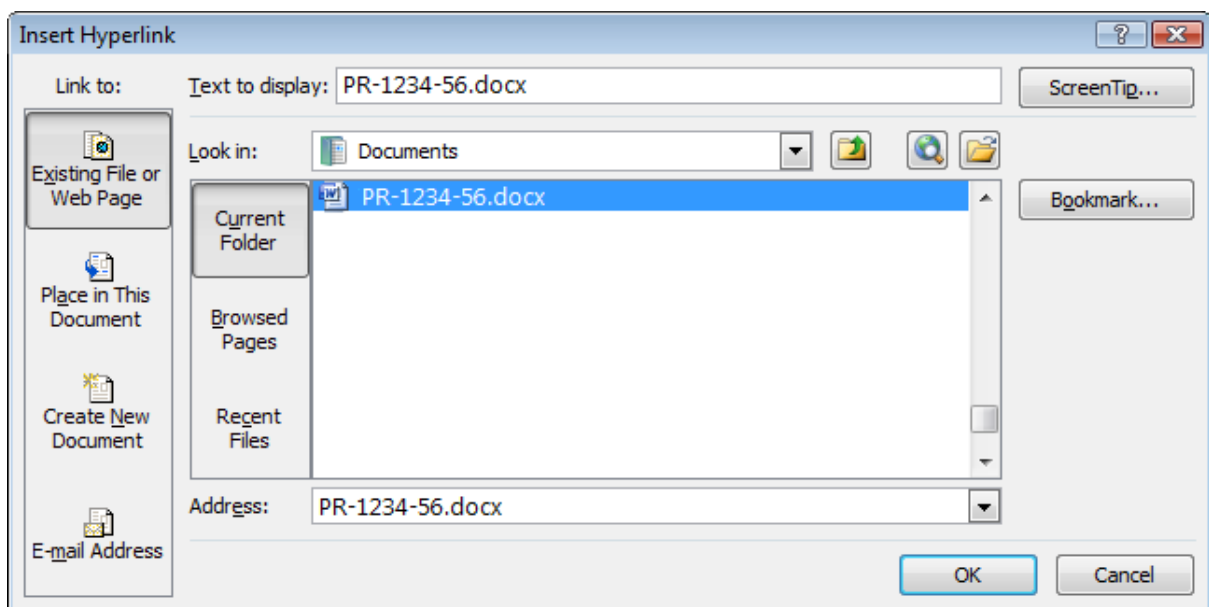 Insert Hyperlink
Link to:
Text to display: PR-1234-56.docx
ScreenTip...
Existing File or
Web Page
Place in This
Document
Create New
Document
E-mail Address
Look in: Documents
Current
Folder
Browsed
Pages
Recent
Files
PR-1234-56.docx
Bookmark...
Address: PR-1234-56.docx
OK
Cancel